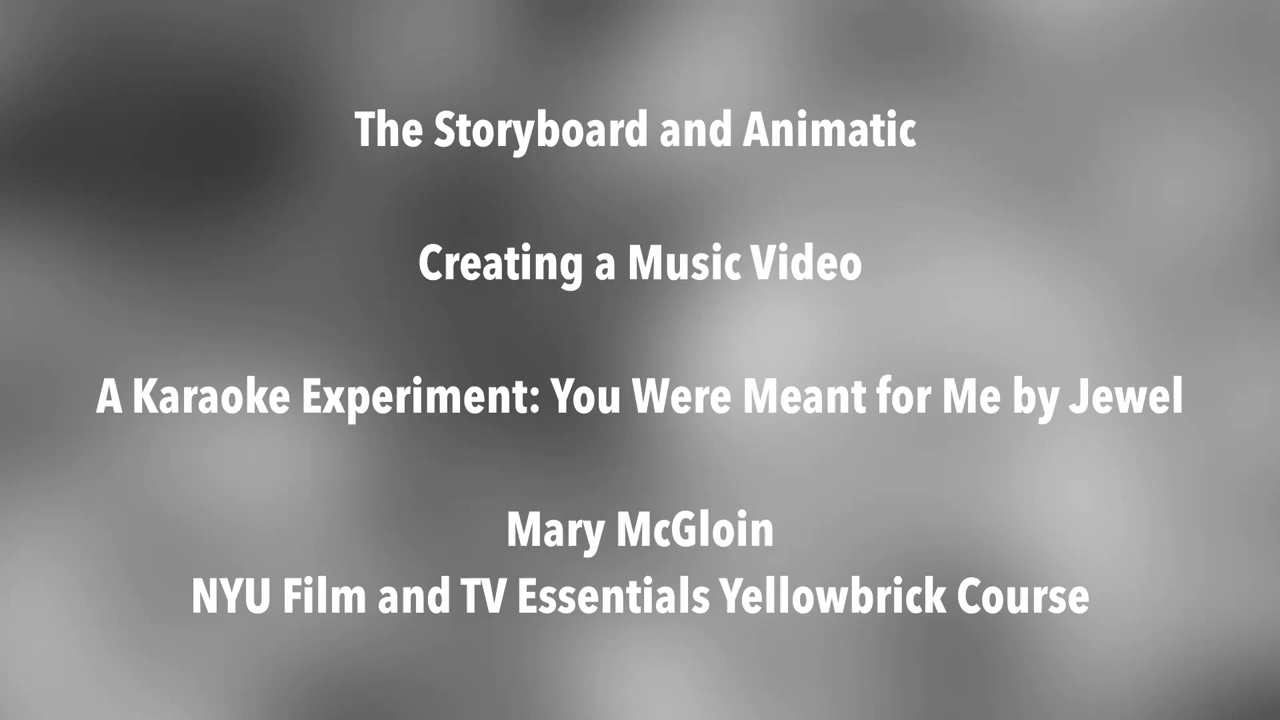 The Storyboard and Animatic
Creating a Music Video
A Karaoke Experiment: You Were Meant for Me by Jewel
Mary McGloin
NYU Film and TV Essentials Yellowbrick Course